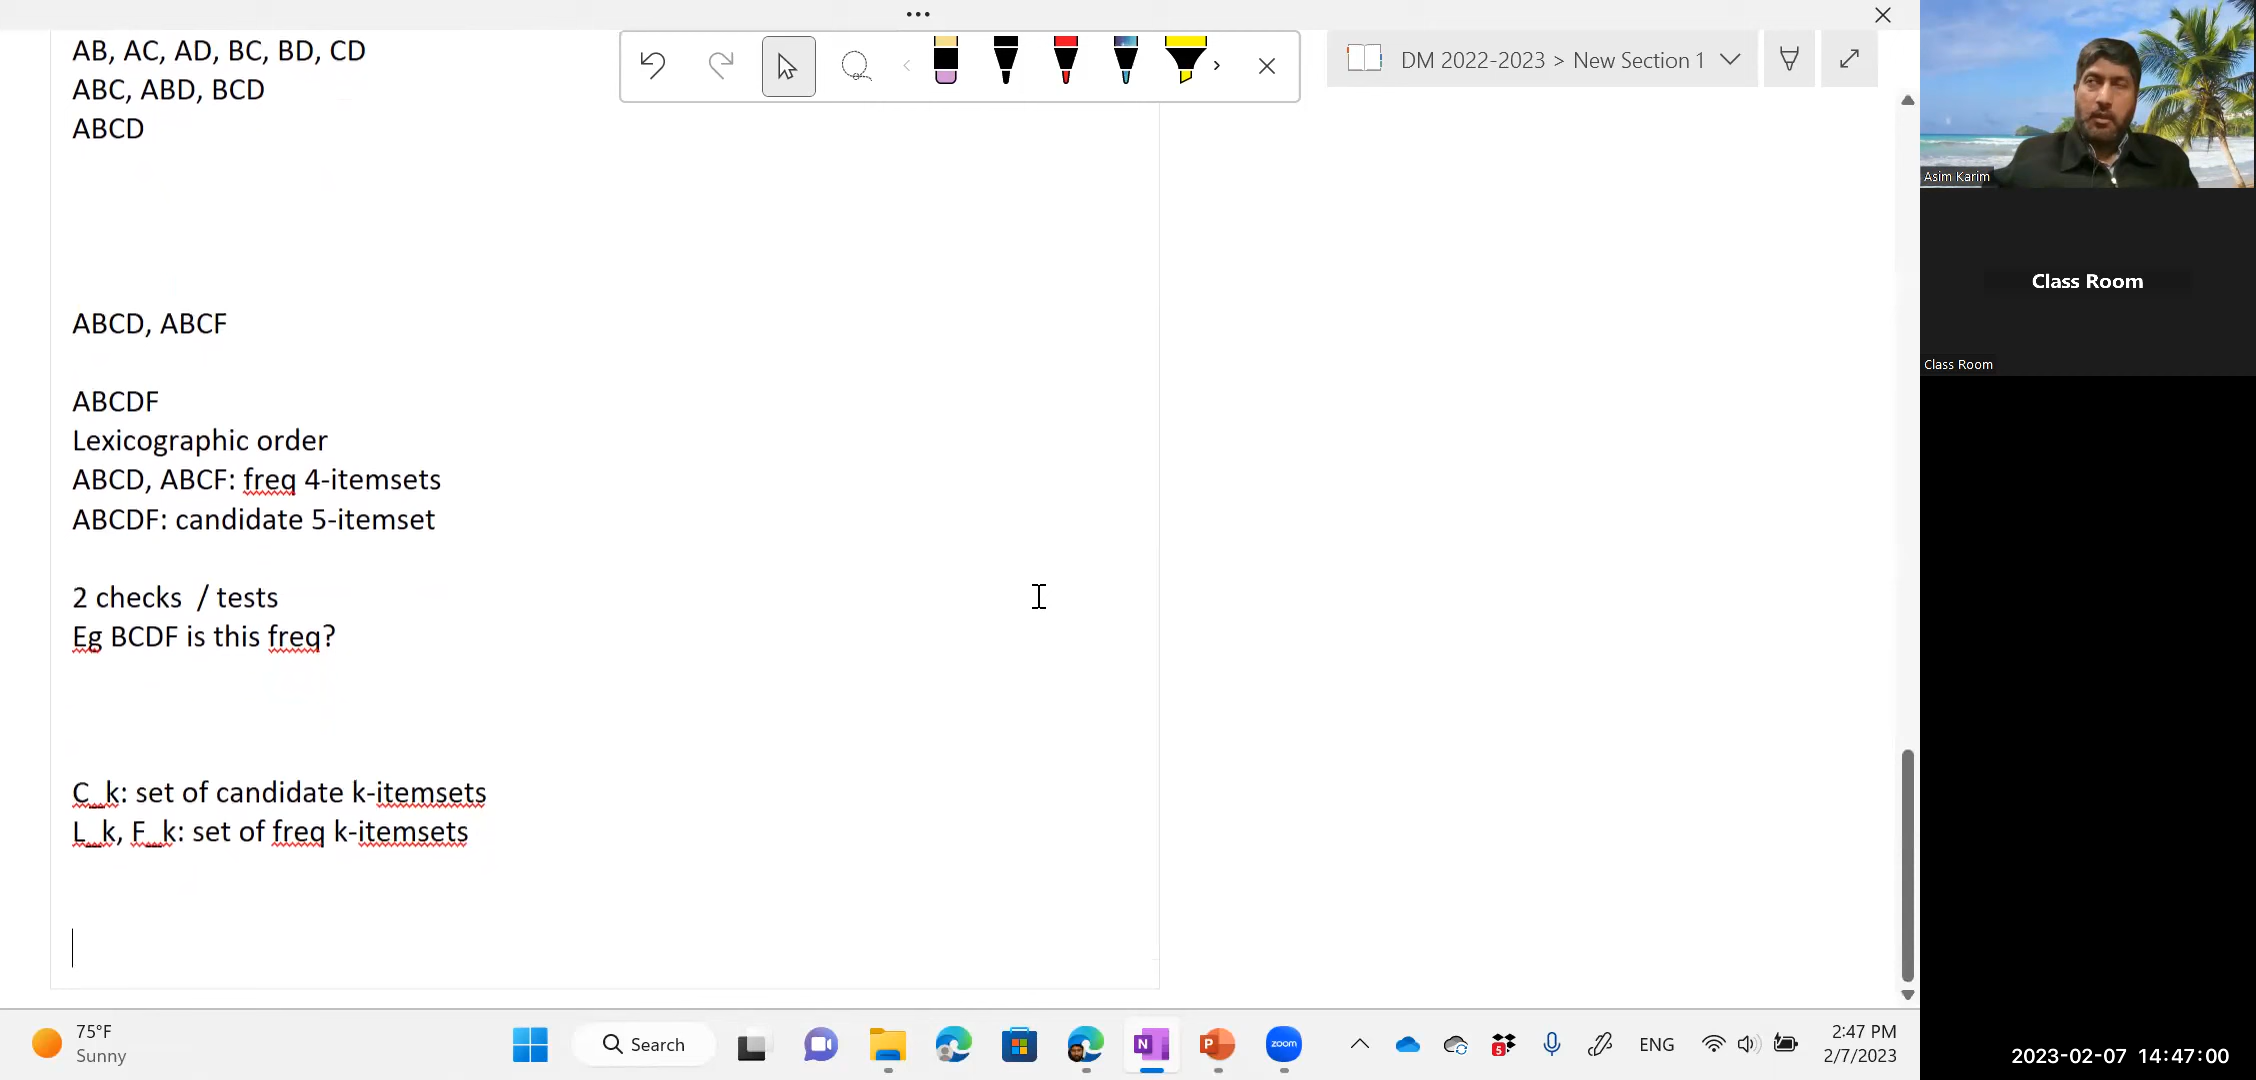 AB, AC, AD, BC, BD, CD
ABC, ABD, BCD
ABCD
ABCD, ABCF
ABCDF
Lexicographic order
ABCD, ABCF: freq 4-itemsets
ABCDF: candidate 5-itemset
2 checks / tests
Eg BCDF is this freq?
C_k: set of candidate k-itemsets
L_k, F_k: set of freq k-itemsets
DM 2022-2023 > New Section 1
Asim Karim
Class Room
Class Room
75°F
Sunny
Search
N
P
zoom
5
ENG
2:47 PM
2/7/2023
2023-02-07 14:47:00